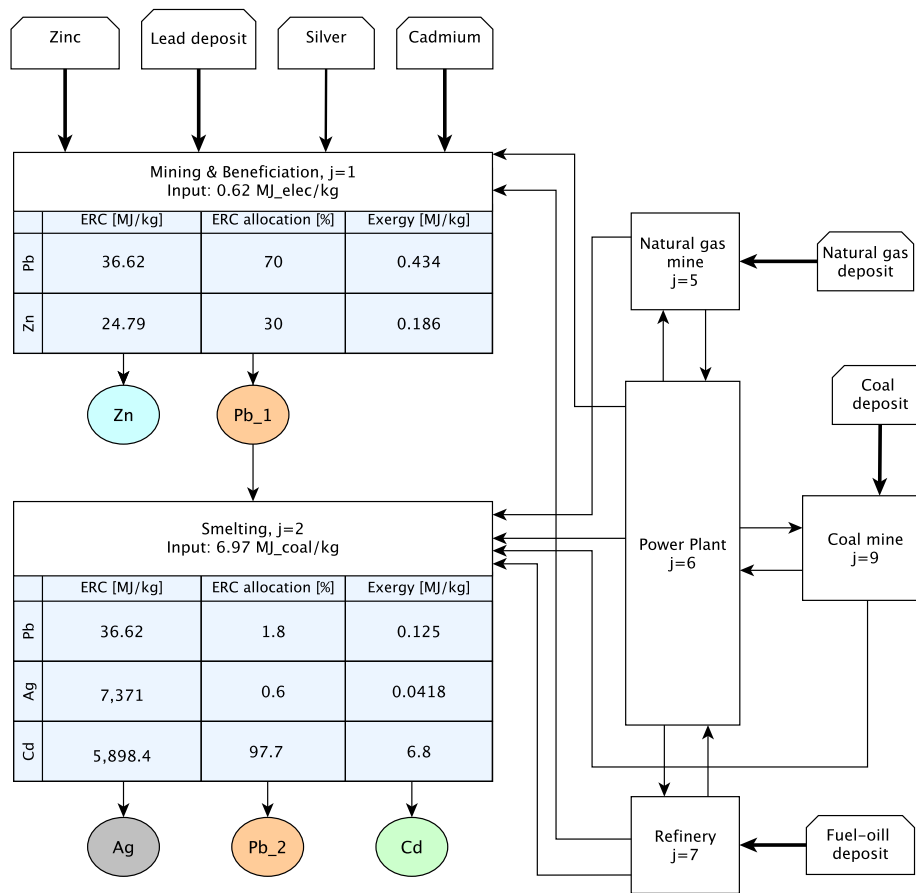 Zinc
Lead deposit
Silver
Cadmium
Mining & Beneficiation, j=1
Input: 0.62 MJ_elec/kg
ERC [MJ/kg] ERC allocation [%] Exergy [MJ/kg]
Pb 36.62 70 0.434
Zn 24.79 30 0.186
Zn
Pb_1
Smelting, j=2
Input: 6.97 MJ_coal/kg
ERC [MJ/kg] ERC allocation [%] Exergy [MJ/kg]
Pb 36.62 1.8 0.125
Ag 7,371 0.6 0.0418
Cd 5,898.4 97.7 6.8
Ag
Pb_2
Cd
Natural gas
mine
j=5
Natural gas
deposit
Coal
deposit
Power Plant
j=6
Coal mine
j=9
Refinery
j=7
Fuel-oill
deposit